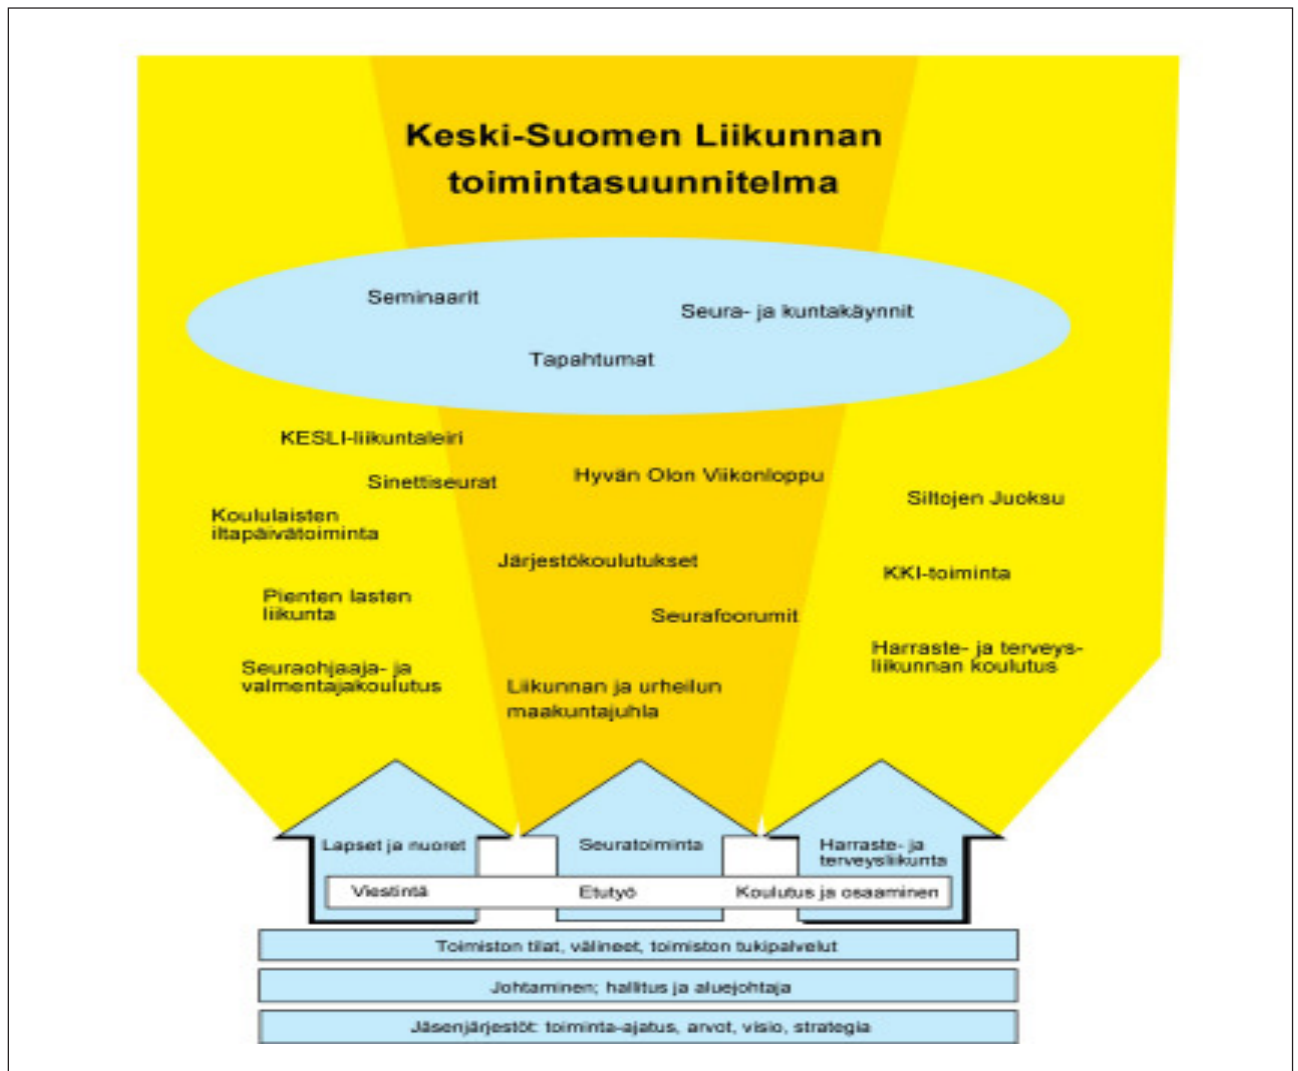 Keski-Suomen Liikunnan
toimintasuunnitelma
Seminaarit
Seura- ja kuntakäynnit
Tapahtumat
KESLI-liikuntaleiri
Sinettiseurat
Hyvän Olon Viikonloppu
Siltojen Juoksu
Koululaisten
iltapäivätoiminta
Järjestökoulutukset
KKI-toiminta
Pienten lasten
liikunta
Seurafoorumit
Harraste- ja terveys-
liikunnan koulutus
Seuraohjaaja- ja
valmentajakoulutus
Liikunnan ja urheilun
maakuntajuhla
Lapset ja nuoret
Seuratoiminta
Harraste- ja
terveysliikunta
Viestintä
Etutyö
Koulutus ja osaaminen
Toimiston tilat, välineet, toimiston tukipalvelut
Johtaminen; hallitus ja aluejohtaja
Jäsenjärjestöt: toiminta-ajatus, arvot, visio, strategia